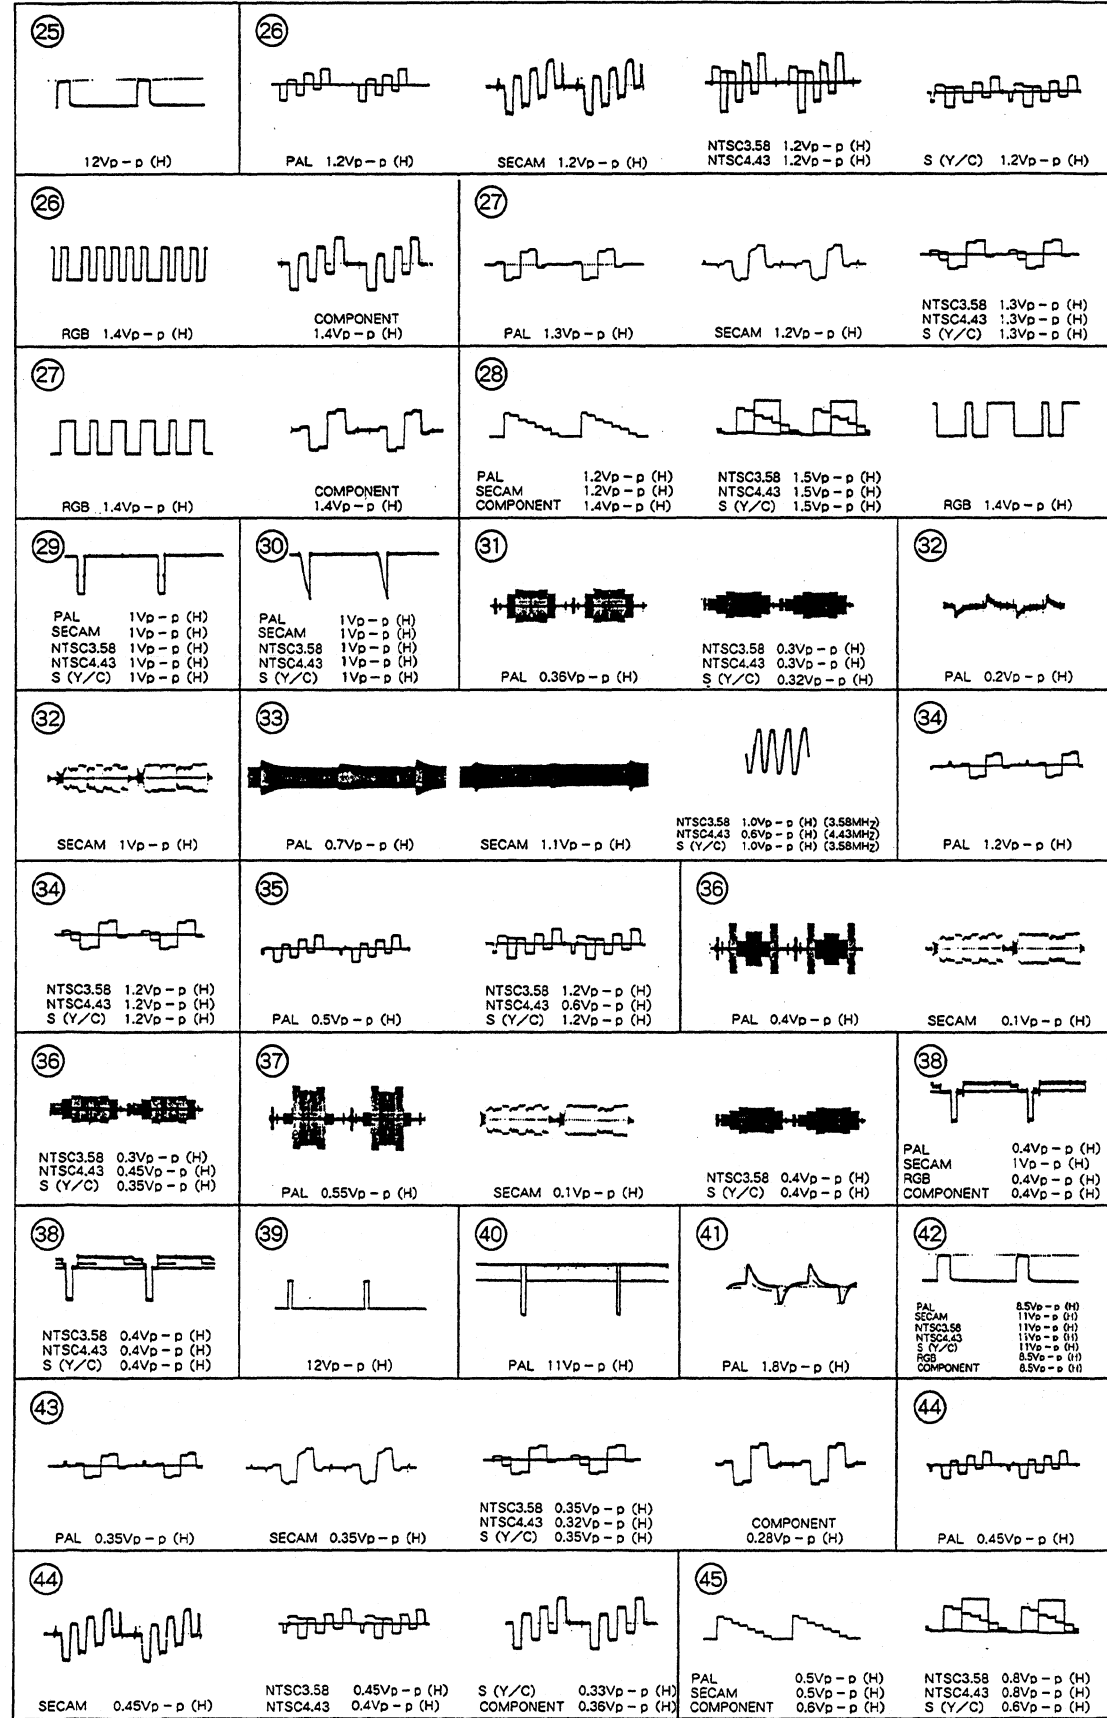 25
12Vp-p (H)
26
PAL 1.2Vp-p (H)
SECAM 1.2Vp-p (H)
NTSC3.58 1.2Vp-p (H)
NTSC4.43 1.2Vp-p (H)
S (Y/C) 1.2Vp-p (H)
26
RGB 1.4Vp-p (H)
COMPONENT
1.4Vp-p (H)
27
PAL 1.3Vp-p (H)
SECAM 1.2Vp-p (H)
NTSC3.58 1.3Vp-p (H)
NTSC4.43 1.3Vp-p (H)
S (Y/C) 1.3Vp-p (H)
27
RGB 1.4Vp-p (H)
COMPONENT
1.4Vp-p (H)
28
PAL 1.2Vp-p (H)
SECAM 1.2Vp-p (H)
COMPONENT 1.4Vp-p (H)
NTSC3.58 1.5Vp-p (H)
NTSC4.43 1.5Vp-p (H)
S (Y/C) 1.5Vp-p (H)
RGB 1.4Vp-p (H)
29
PAL 1Vp-p (H)
SECAM 1Vp-p (H)
NTSC3.58 1Vp-p (H)
NTSC4.43 1Vp-p (H)
S (Y/C) 1Vp-p (H)
30
PAL 1Vp-p (H)
SECAM 1Vp-p (H)
NTSC3.58 1Vp-p (H)
NTSC4.43 1Vp-p (H)
S (Y/C) 1Vp-p (H)
31
PAL 0.36Vp-p (H)
NTSC3.58 0.3Vp-p (H)
NTSC4.43 0.3Vp-p (H)
S (Y/C) 0.32Vp-p (H)
32
PAL 0.2Vp-p (H)
32
SECAM 1Vp-p (H)
33
PAL 0.7Vp-p (H)
SECAM 1.1Vp-p (H)
NTSC3.58 1.0Vp-p (H) (3.58MHz)
NTSC4.43 0.6Vp-p (H) (4.43MHz)
S (Y/C) 1.0Vp-p (H) (3.58MHz)
34
PAL 1.2Vp-p (H)
34
NTSC3.58 1.2Vp-p (H)
NTSC4.43 1.2Vp-p (H)
S (Y/C) 1.2Vp-p (H)
35
PAL 0.5Vp-p (H)
NTSC3.58 1.2Vp-p (H)
NTSC4.43 0.6Vp-p (H)
S (Y/C) 1.2Vp-p (H)
36
PAL 0.4Vp-p (H)
SECAM 0.1Vp-p (H)
36
NTSC3.58 0.3Vp-p (H)
NTSC4.43 0.45Vp-p (H)
S (Y/C) 0.35Vp-p (H)
37
PAL 0.55Vp-p (H)
SECAM 0.1Vp-p (H)
NTSC3.58 0.4Vp-p (H)
S (Y/C) 0.4Vp-p (H)
38
PAL 0.4Vp-p (H)
SECAM 1Vp-p (H)
RGB 0.4Vp-p (H)
COMPONENT 0.4Vp-p (H)
38
NTSC3.58 0.4Vp-p (H)
NTSC4.43 0.4Vp-p (H)
S (Y/C) 0.4Vp-p (H)
39
12Vp-p (H)
40
PAL 11Vp-p (H)
41
PAL 1.8Vp-p (H)
42
PAL 8.5Vp-p (H)
SECAM 11Vp-p (H)
NTSC3.58 11Vp-p (H)
NTSC4.43 11Vp-p (H)
S (Y/C) 11Vp-p (H)
RGB 8.5Vp-p (H)
COMPONENT 8.5Vp-p (H)
43
PAL 0.35Vp-p (H)
SECAM 0.35Vp-p (H)
NTSC3.58 0.35Vp-p (H)
NTSC4.43 0.32Vp-p (H)
S (Y/C) 0.35Vp-p (H)
COMPONENT
0.28Vp-p (H)
44
PAL 0.45Vp-p (H)
44
SECAM 0.45Vp-p (H)
NTSC3.58 0.45Vp-p (H)
NTSC4.43 0.4Vp-p (H)
S (Y/C) 0.33Vp-p (H)
COMPONENT 0.36Vp-p (H)
45
PAL 0.5Vp-p (H)
SECAM 0.5Vp-p (H)
COMPONENT 0.6Vp-p (H)
NTSC3.58 0.8Vp-p (H)
NTSC4.43 0.8Vp-p (H)
S (Y/C) 0.6Vp-p (H)